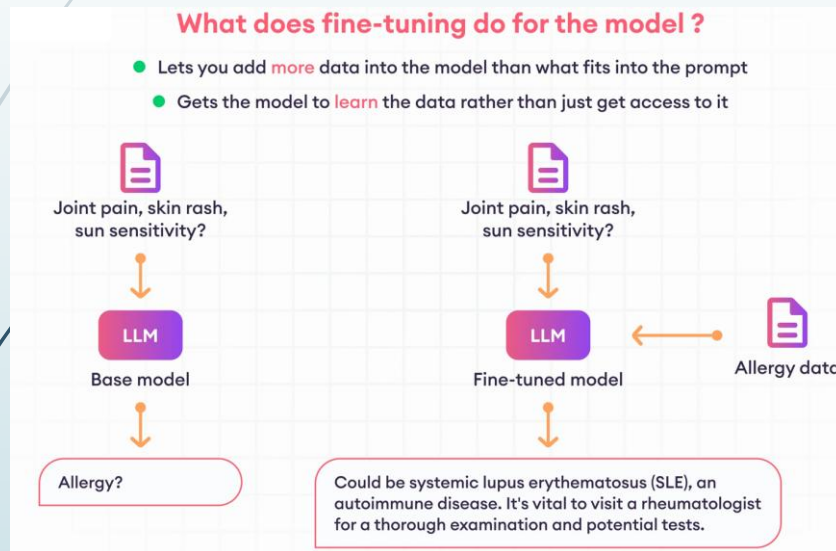 What does fine-tuning do for the model ?
Lets you add more data into the model than what fits into the prompt
Gets the model to learn the data rather than just get access to it
Joint pain, skin rash,
sun sensitivity?
LLM
Base model
Allergy?
Joint pain, skin rash,
sun sensitivity?
LLM
Fine-tuned model
Allergy data
Could be systemic lupus erythematosus (SLE), an
autoimmune disease. It's vital to visit a rheumatologist
for a thorough examination and potential tests.